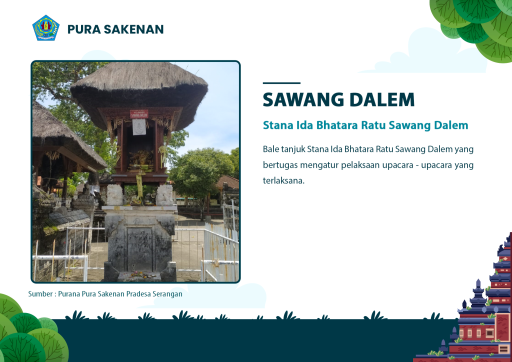 PURA SAKENAN
SAWANG DALEM
Stana Ida Bhatara Ratu Sawang Dalem
Bale tanjuk Stana Ida Bhatara Ratu Sawang Dalem yang
bertugas mengatur pelaksaan upacara - upacara yang
terlaksana.
Sumber : Purana Pura Sakenan Pradesa Serangan